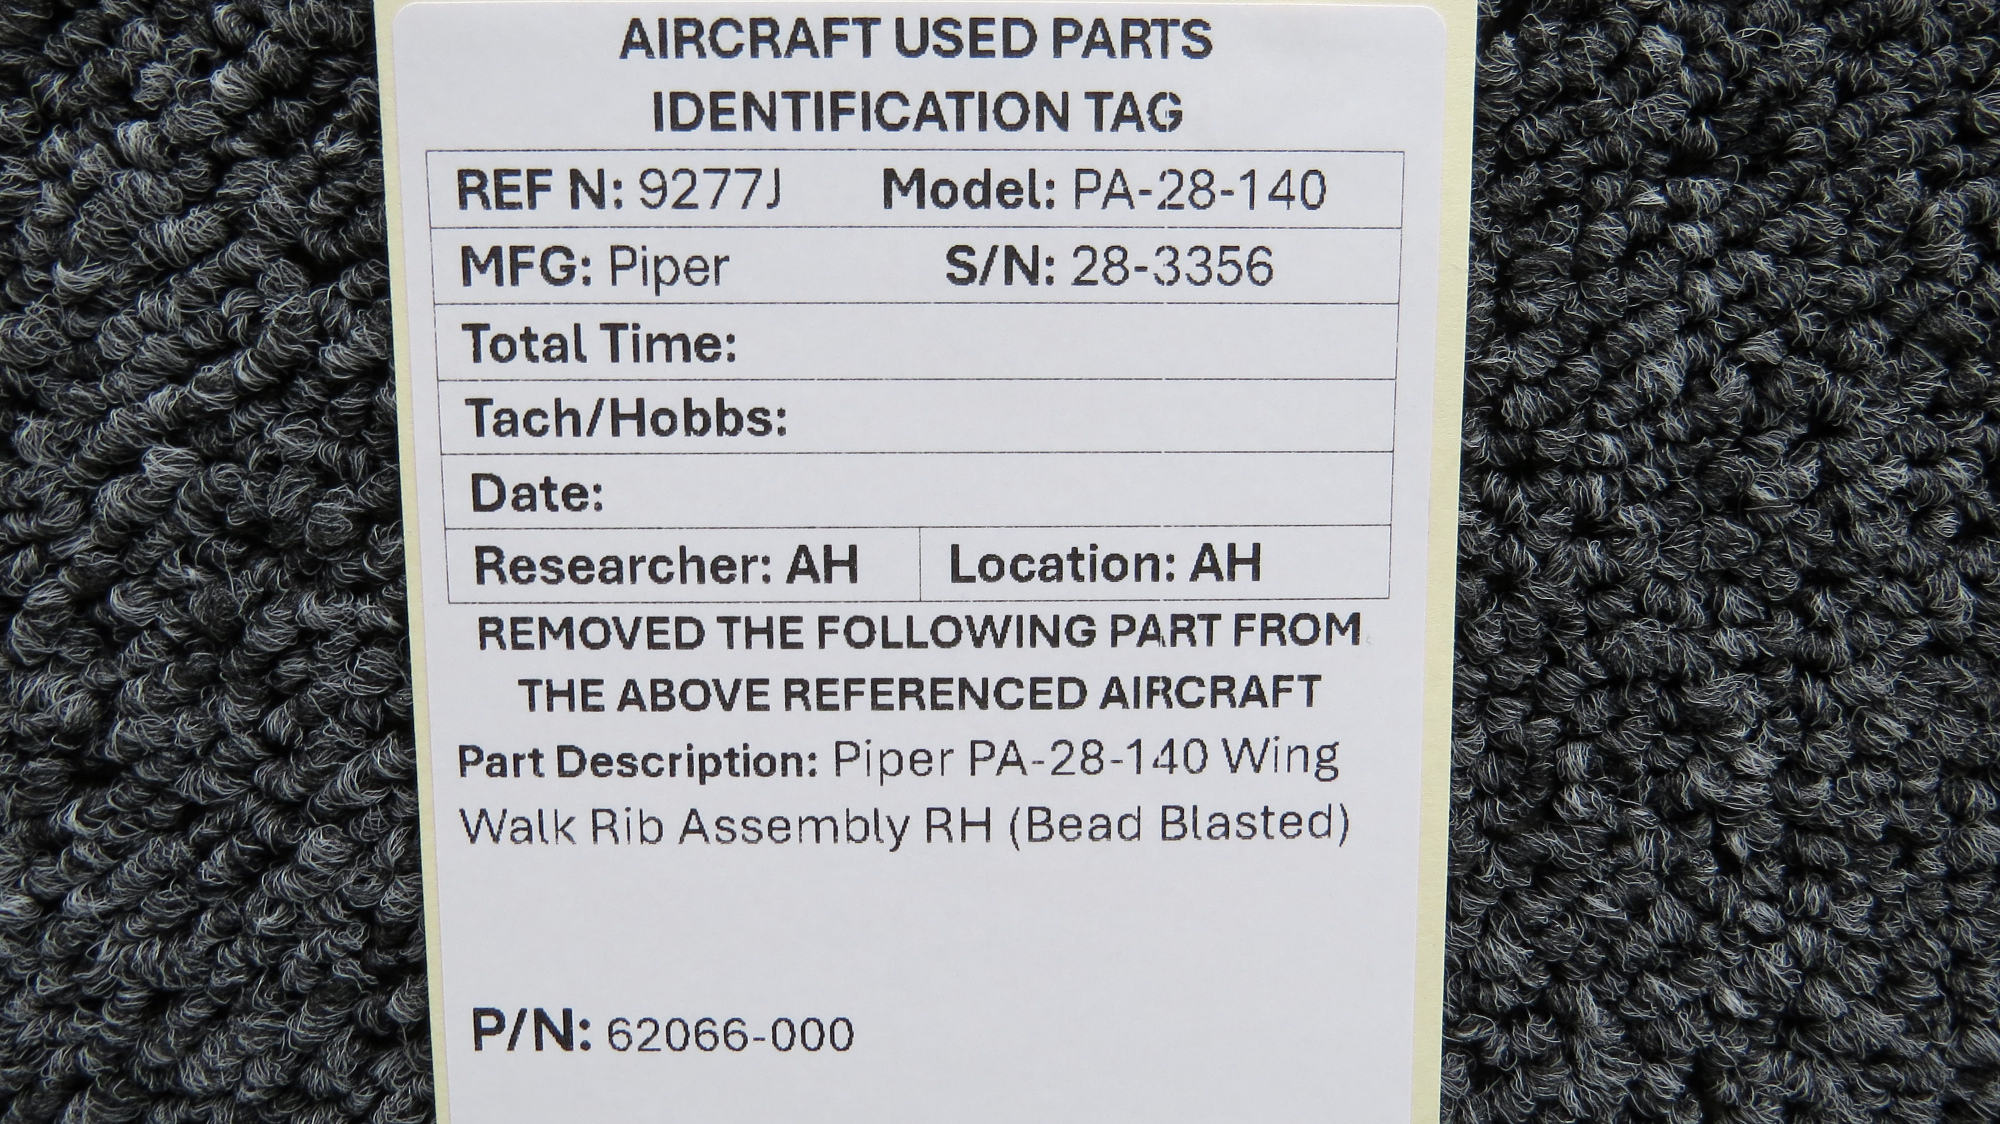 AIRCRAFT USED PARTS
IDENTIFICATION TAG
REF N: 9277J Model: PA-28-140
MFG: Piper S/N: 28-3356
Total Time:
Tach/Hobbs:
Date:
Researcher: AH Location: AH
REMOVED THE FOLLOWING PART FROM
THE ABOVE REFERENCED AIRCRAFT
Part Description: Piper PA-28-140 Wing
Walk Rib Assembly RH (Bead Blasted)
P/N: 62066-000